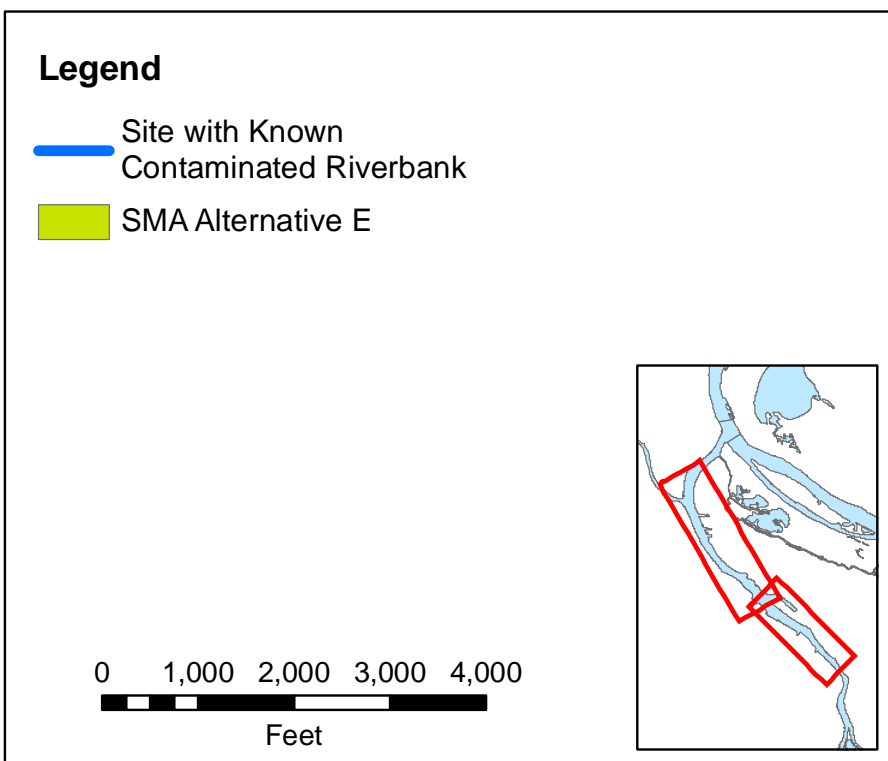 Legend
Site with Known
Contaminated Riverbank
SMA Alternative E
0 1,000 2,000 3,000 4,000
Feet